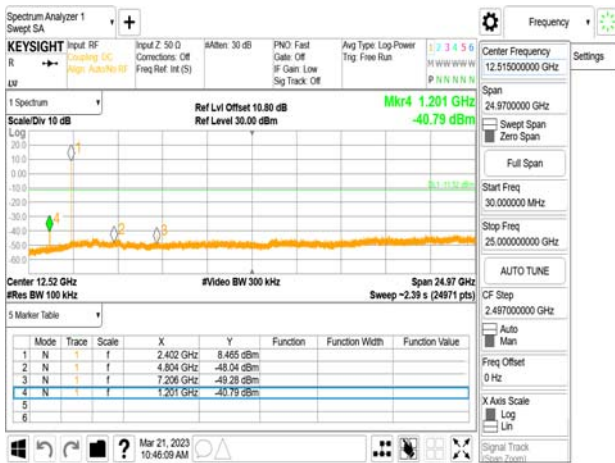 Spectrum Analyzer 1
Swept SA
Frequency
Settings
KEYSIGHT
R
LXI
Input: RF
Coupling: DC
Align: Auto/No RF
Input Z: 50 Ω
Corrections: Off
Freq Ref: Int (S)
#Atten: 30 dB
PNO: Fast
Gate: Off
IF Gain: Low
Sig Track: Off
Avg Type: Log-Power
Trig: Free Run
1 2 3 4 5 6
M W W W W W
P N N N N N
1 Spectrum
Scale/Div 10 dB
Ref Lvl Offset 10.80 dB
Ref Level 30.00 dBm
Mkr4 1.201 GHz
-40.79 dBm
Log
20.0
10.0
0.00
-10.0
-20.0
-30.0
-40.0
-50.0
-60.0
1
2
3
4
DL1 -11.52 dBm
Center 12.52 GHz
#Res BW 100 kHz
#Video BW 300 kHz
Span 24.97 GHz
Sweep ~2.39 s (24971 pts)
5 Marker Table
Mode Trace Scale X Y Function Function Width Function Value
1 N 1 f 2.402 GHz 8.465 dBm
2 N 1 f 4.804 GHz -48.04 dBm
3 N 1 f 7.206 GHz -49.28 dBm
4 N 1 f 1.201 GHz -40.79 dBm
5
6
Mar 21, 2023
10:46:09 AM
Center Frequency
12.515000000 GHz
Span
24.9700000 GHz
Swept Span
Zero Span
Full Span
Start Freq
30.000000 MHz
Stop Freq
25.000000000 GHz
AUTO TUNE
CF Step
2.497000000 GHz
Auto
Man
Freq Offset
0 Hz
X Axis Scale
Log
Lin
Signal Track
(Span Zoom)